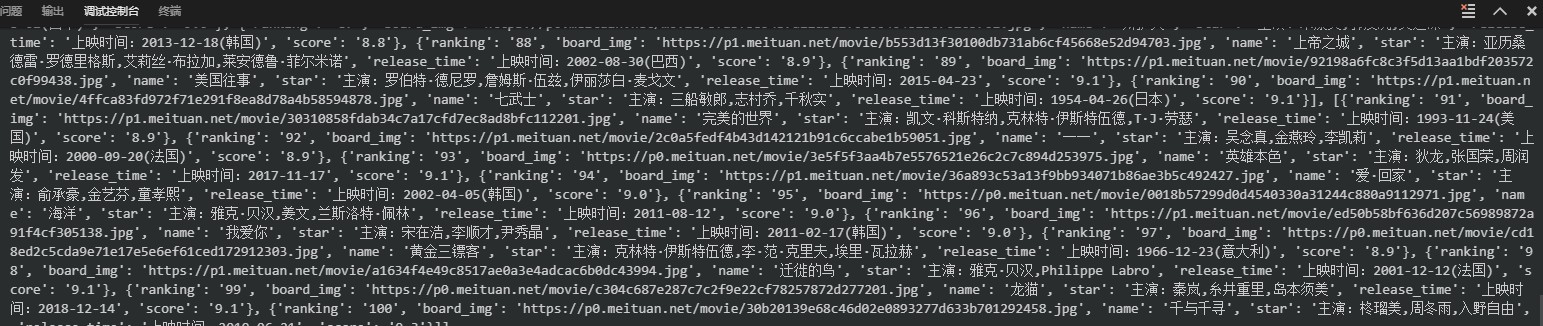 问题 输出 调试控制台 终端
time': '上映时间：2013-12-18(韩国)', 'score': '8.8'}, {'ranking': '88', 'board_img': 'https://p1.meituan.net/movie/b553d13f30100db731ab6cf45668e52d94703.jpg', 'name': '上帝之城', 'star': '主演：亚历桑
德雷·罗德里格斯,艾莉丝·布拉加,莱安德鲁·菲尔米诺', 'release_time': '上映时间：2002-08-30(巴西)', 'score': '8.9'}, {'ranking': '89', 'board_img': 'https://p1.meituan.net/movie/92198a6fc8c3f5d13aa1bdf203572
c0f99438.jpg', 'name': '美国往事', 'star': '主演：罗伯特·德尼罗,詹姆斯·伍兹,伊丽莎白·麦戈文', 'release_time': '上映时间：2015-04-23', 'score': '9.1'}, {'ranking': '90', 'board_img': 'https://p1.meituan.n
et/movie/4ffca83fd972f71e291f8ea8d78a4b58594878.jpg', 'name': '七武士', 'star': '主演：三船敏郎,志村乔,千秋实', 'release_time': '上映时间：1954-04-26(日本)', 'score': '9.1'}], [{'ranking': '91', 'board_
img': 'https://p1.meituan.net/movie/30310858fdab34c7a17cfd7ec8ad8bfc112201.jpg', 'name': '完美的世界', 'star': '主演：凯文·科斯特纳,克林特·伊斯特伍德,T·J·劳瑟', 'release_time': '上映时间：1993-11-24(美
国)', 'score': '8.9'}, {'ranking': '92', 'board_img': 'https://p1.meituan.net/movie/2c0a5fedf4b43d142121b91c6ccabe1b59051.jpg', 'name': '一一', 'star': '主演：吴念真,金燕玲,李凯莉', 'release_time': '上
映时间：2000-09-20(法国)', 'score': '8.9'}, {'ranking': '93', 'board_img': 'https://p0.meituan.net/movie/3e5f5f3aa4b7e5576521e26c2c7c894d253975.jpg', 'name': '英雄本色', 'star': '主演：狄龙,张国荣,周润
发', 'release_time': '上映时间：2017-11-17', 'score': '9.1'}, {'ranking': '94', 'board_img': 'https://p1.meituan.net/movie/36a893c53a13f9bb934071b86ae3b5c492427.jpg', 'name': '爱·回家', 'star': '主
演：俞承豪,金艺芬,童孝熙', 'release_time': '上映时间：2002-04-05(韩国)', 'score': '9.0'}, {'ranking': '95', 'board_img': 'https://p0.meituan.net/movie/0018b57299d0d4540330a31244c880a9112971.jpg', 'nam
e': '海洋', 'star': '主演：雅克·贝汉,姜文,兰斯洛特·佩林', 'release_time': '上映时间：2011-08-12', 'score': '9.0'}, {'ranking': '96', 'board_img': 'https://p1.meituan.net/movie/ed50b58bf636d207c56989872a
91f4cf305138.jpg', 'name': '我爱你', 'star': '主演：宋在浩,李顺才,尹秀晶', 'release_time': '上映时间：2011-02-17(韩国)', 'score': '9.0'}, {'ranking': '97', 'board_img': 'https://p0.meituan.net/movie/cd1
8ed2c5cda9e71e17e5e6ef61ced172912303.jpg', 'name': '黄金三镖客', 'star': '主演：克林特·伊斯特伍德,李·范·克里夫,埃里·瓦拉赫', 'release_time': '上映时间：1966-12-23(意大利)', 'score': '8.9'}, {'ranking': '9
8', 'board_img': 'https://p1.meituan.net/movie/a1634f4e49c8517ae0a3e4adcac6b0dc43994.jpg', 'name': '迁徙的鸟', 'star': '主演：雅克·贝汉,Philippe Labro', 'release_time': '上映时间：2001-12-12(法国)', 's
core': '9.1'}, {'ranking': '99', 'board_img': 'https://p0.meituan.net/movie/c304c687e287c7c2f9e22cf78257872d277201.jpg', 'name': '龙猫', 'star': '主演：秦岚,糸井重里,岛本须美', 'release_time': '上映时
间：2018-12-14', 'score': '9.1'}, {'ranking': '100', 'board_img': 'https://p0.meituan.net/movie/30b20139e68c46d02e0893277d633b701292458.jpg', 'name': '千与千寻', 'star': '主演：柊瑠美,周冬雨,入野自由',